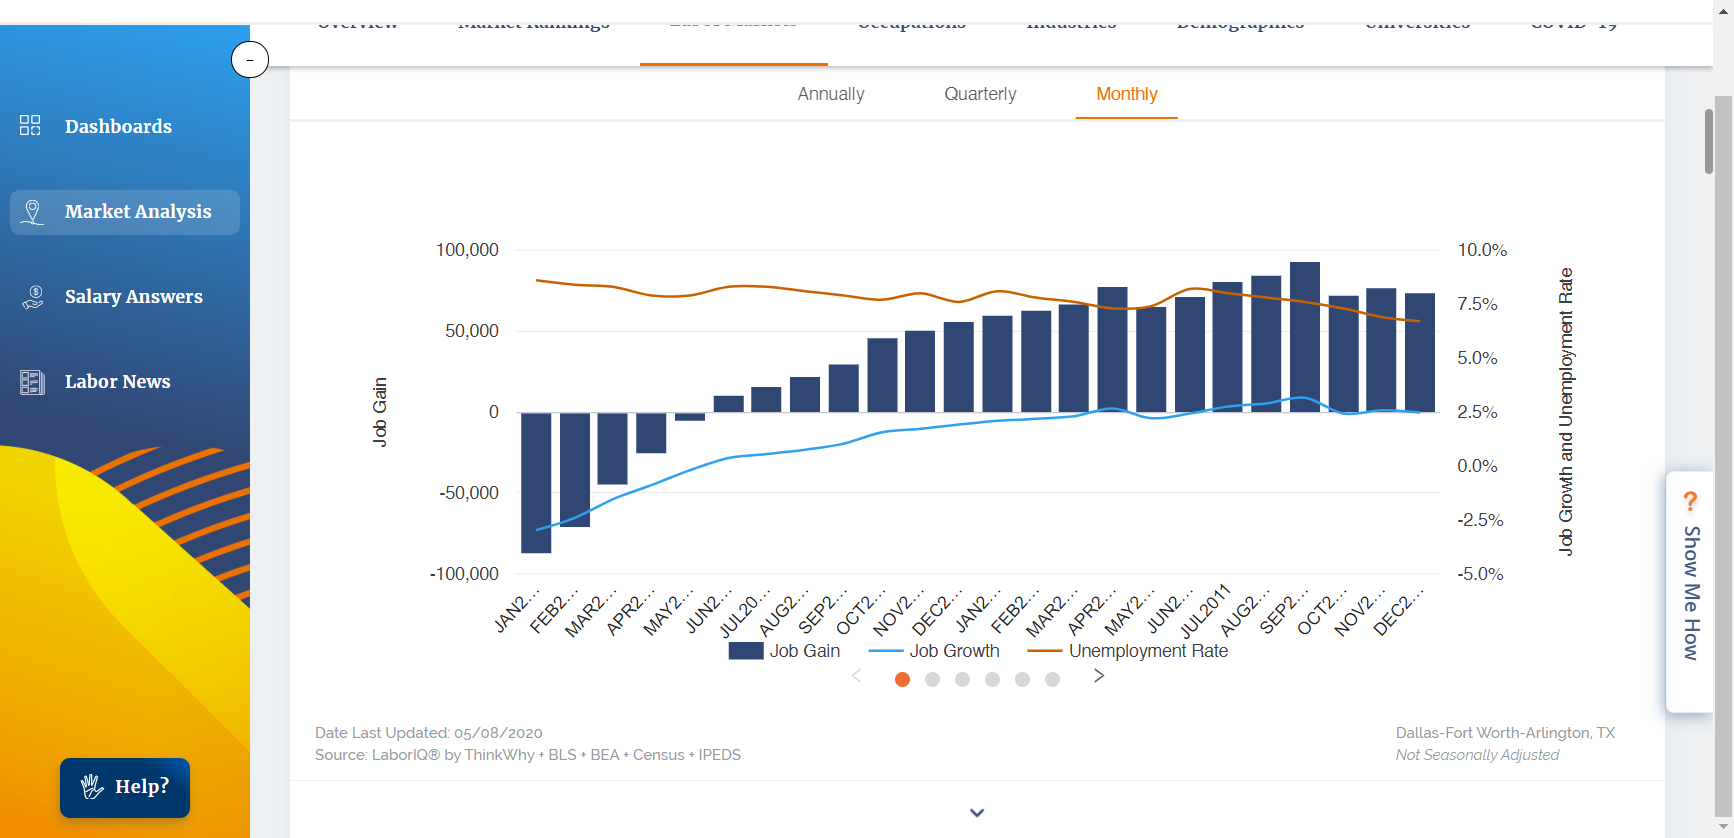 Overview Market Rankings Labor Markets Occupations Industries Demographics Universities COVID-19
-
Dashboards
Market Analysis
Salary Answers
Labor News
Help?
Annually Quarterly Monthly
100,000
50,000
0
-50,000
-100,000
Job Gain
10.0%
7.5%
5.0%
2.5%
0.0%
-2.5%
-5.0%
Job Growth and Unemployment Rate
JAN2... FEB2... MAR2... APR2... MAY2... JUN2... JUL20... AUG2... SEP2... OCT2... NOV2... DEC2... JAN2... FEB2... MAR2... APR2... MAY2... JUN2... JUL2011 AUG2... SEP2... OCT2... NOV2... DEC2...
Job Gain Job Growth Unemployment Rate
Date Last Updated: 05/08/2020
Source: LaborIQ® by ThinkWhy + BLS + BEA + Census + IPEDS
Dallas-Fort Worth-Arlington, TX
Not Seasonally Adjusted
? Show Me How